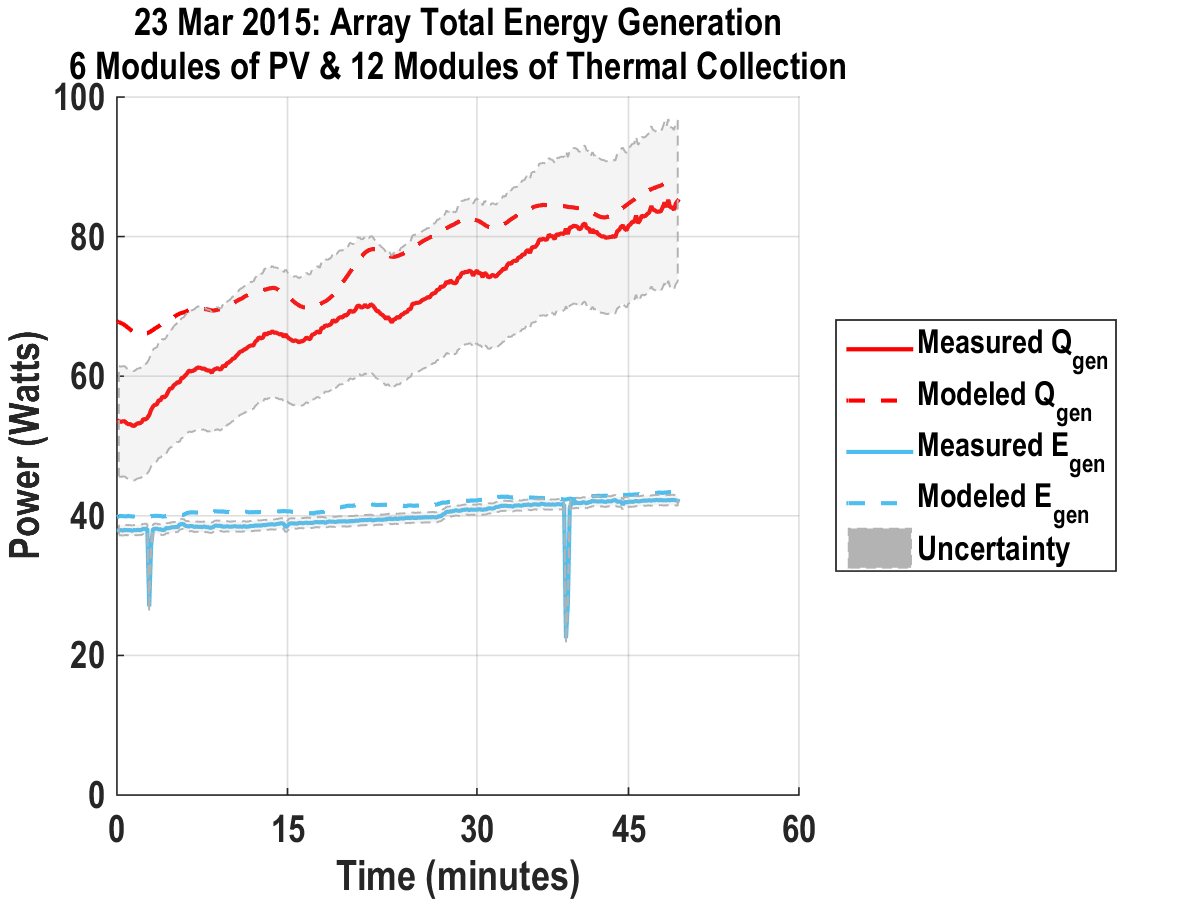 23 Mar 2015: Array Total Energy Generation
6 Modules of PV & 12 Modules of Thermal Collection
100
80
60
40
20
0
Power (Watts)
0 15 30 45 60
Time (minutes)
Measured Qgen
Modeled Qgen
Measured Egen
Modeled Egen
Uncertainty